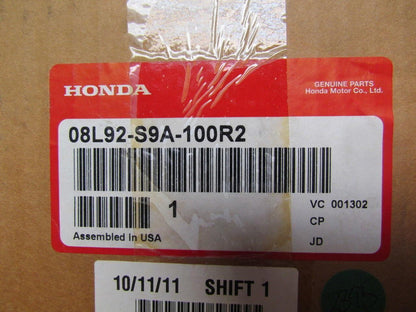 HONDA
GENUINE PARTS
Honda Motor Co., Ltd.
08L92-S9A-100R2
1
VC 001302
CP
Assembled in USA
JD
10/11/11 SHIFT 1